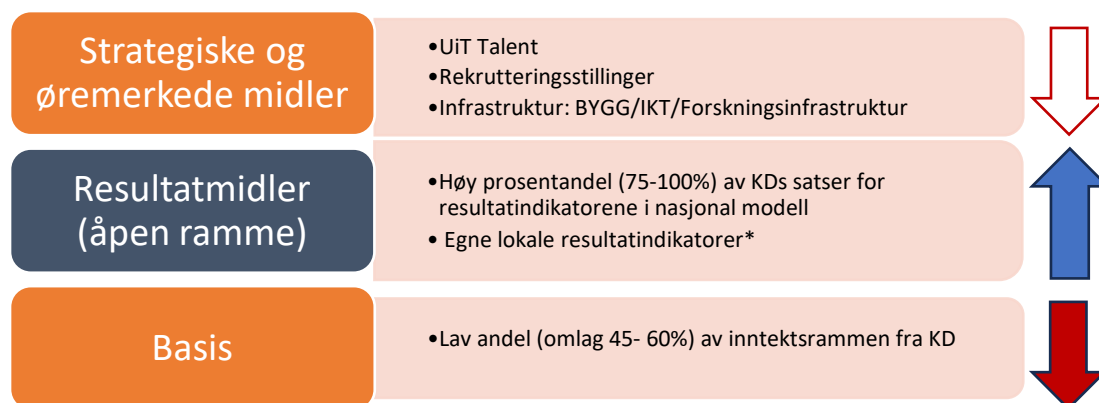 Strategiske og
øremerkede midler
•UiT Talent
•Rekrutteringsstillinger
•Infrastruktur: BYGG/IKT/Forskningsinfrastruktur
Resultatmidler
(åpen ramme)
•Høy prosentandel (75-100%) av KDs satser for
resultatindikatorene i nasjonal modell
• Egne lokale resultatindikatorer*
Basis
•Lav andel (omlag 45- 60%) av inntektsrammen fra KD